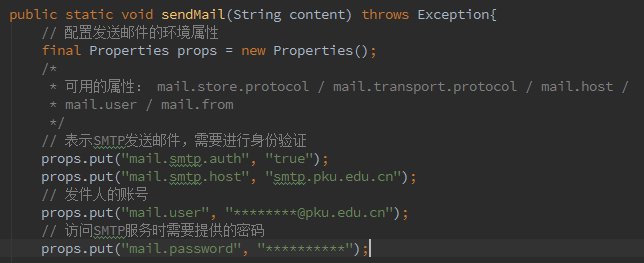 public static void sendMail(String content) throws Exception{
// 配置发送邮件的环境属性
final Properties props = new Properties();
/*
* 可用的属性： mail.store.protocol / mail.transport.protocol / mail.host /
* mail.user / mail.from
*/
// 表示SMTP发送邮件，需要进行身份验证
props.put("mail.smtp.auth", "true");
props.put("mail.smtp.host", "smtp.pku.edu.cn");
// 发件人的账号
props.put("mail.user", "********@pku.edu.cn");
// 访问SMTP服务时需要提供的密码
props.put("mail.password", "**********");